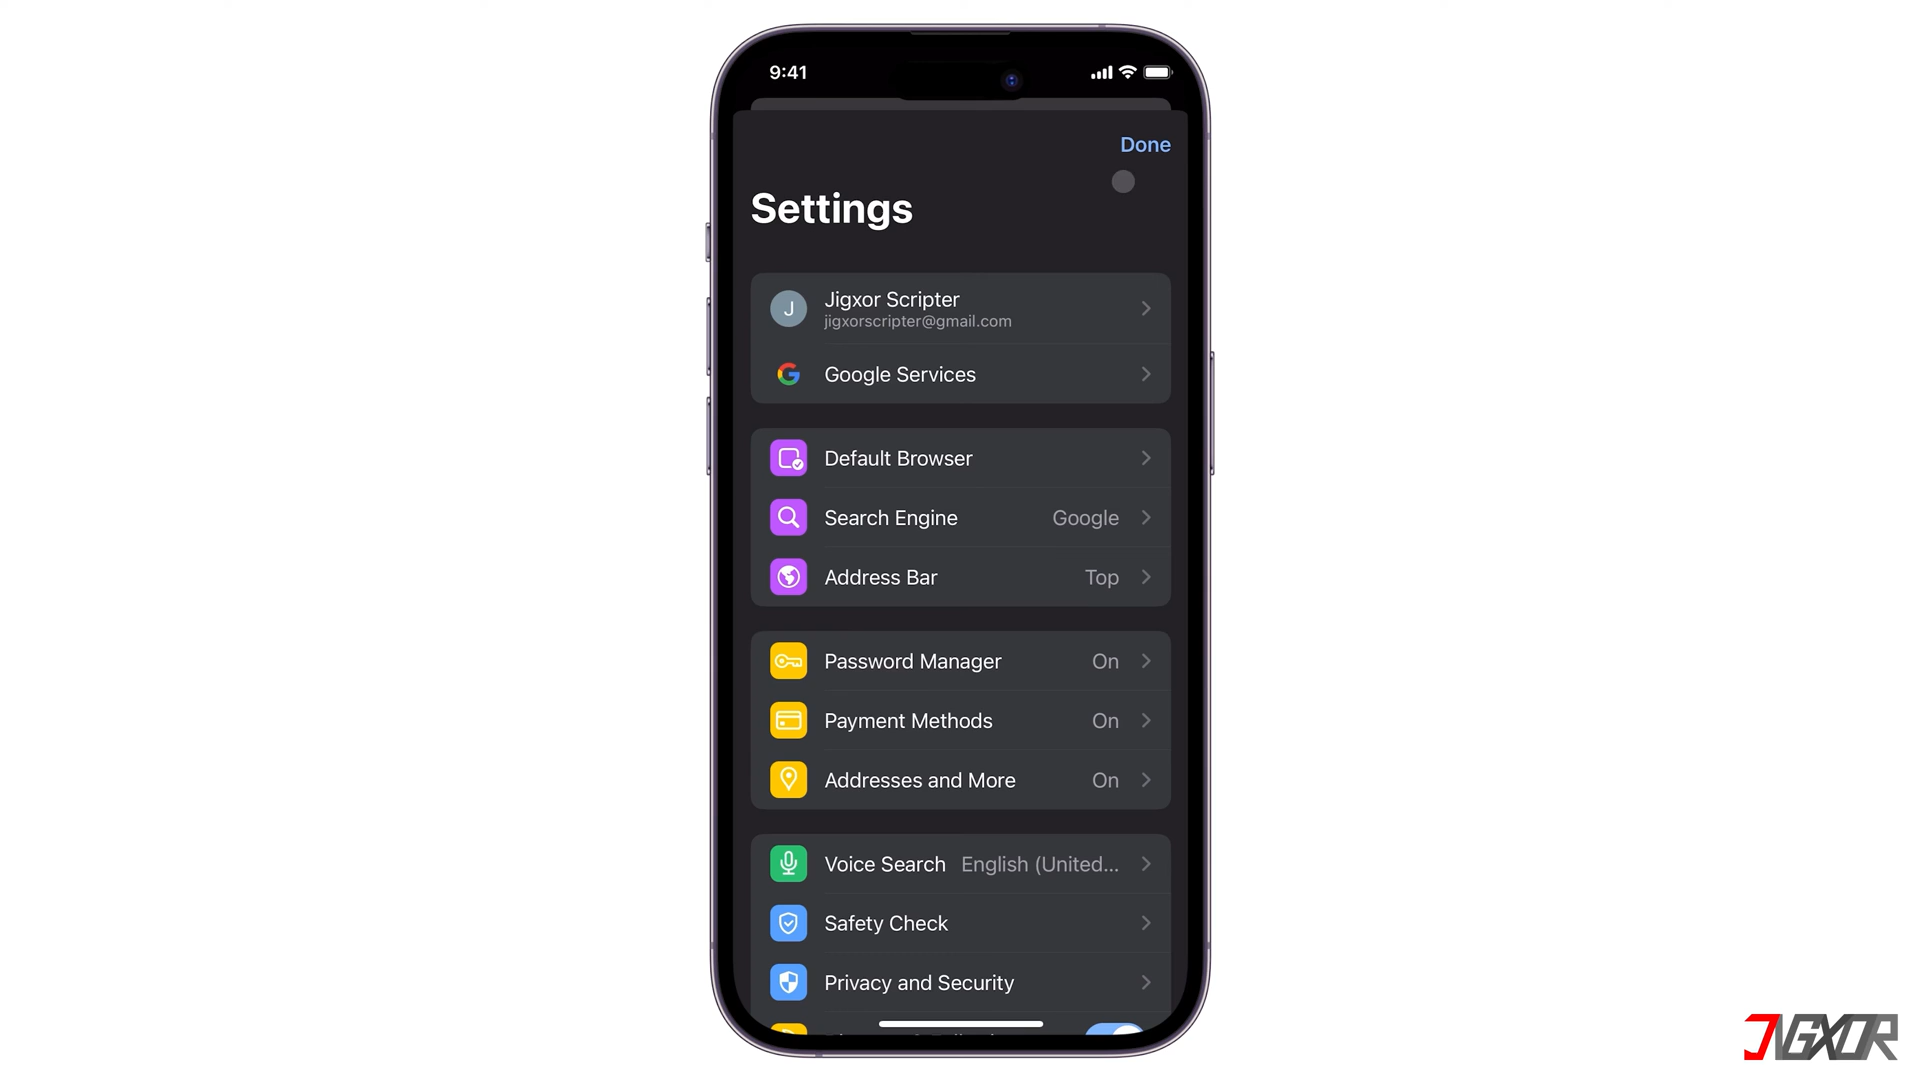 9:41
Done
Settings
J
Jigxor Scripter
jigxorscripter@gmail.com
Google Services
Default Browser
Search Engine Google
Address Bar Top
Password Manager On
Payment Methods On
Addresses and More On
Voice Search English (United...
Safety Check
Privacy and Security
JIGXOR